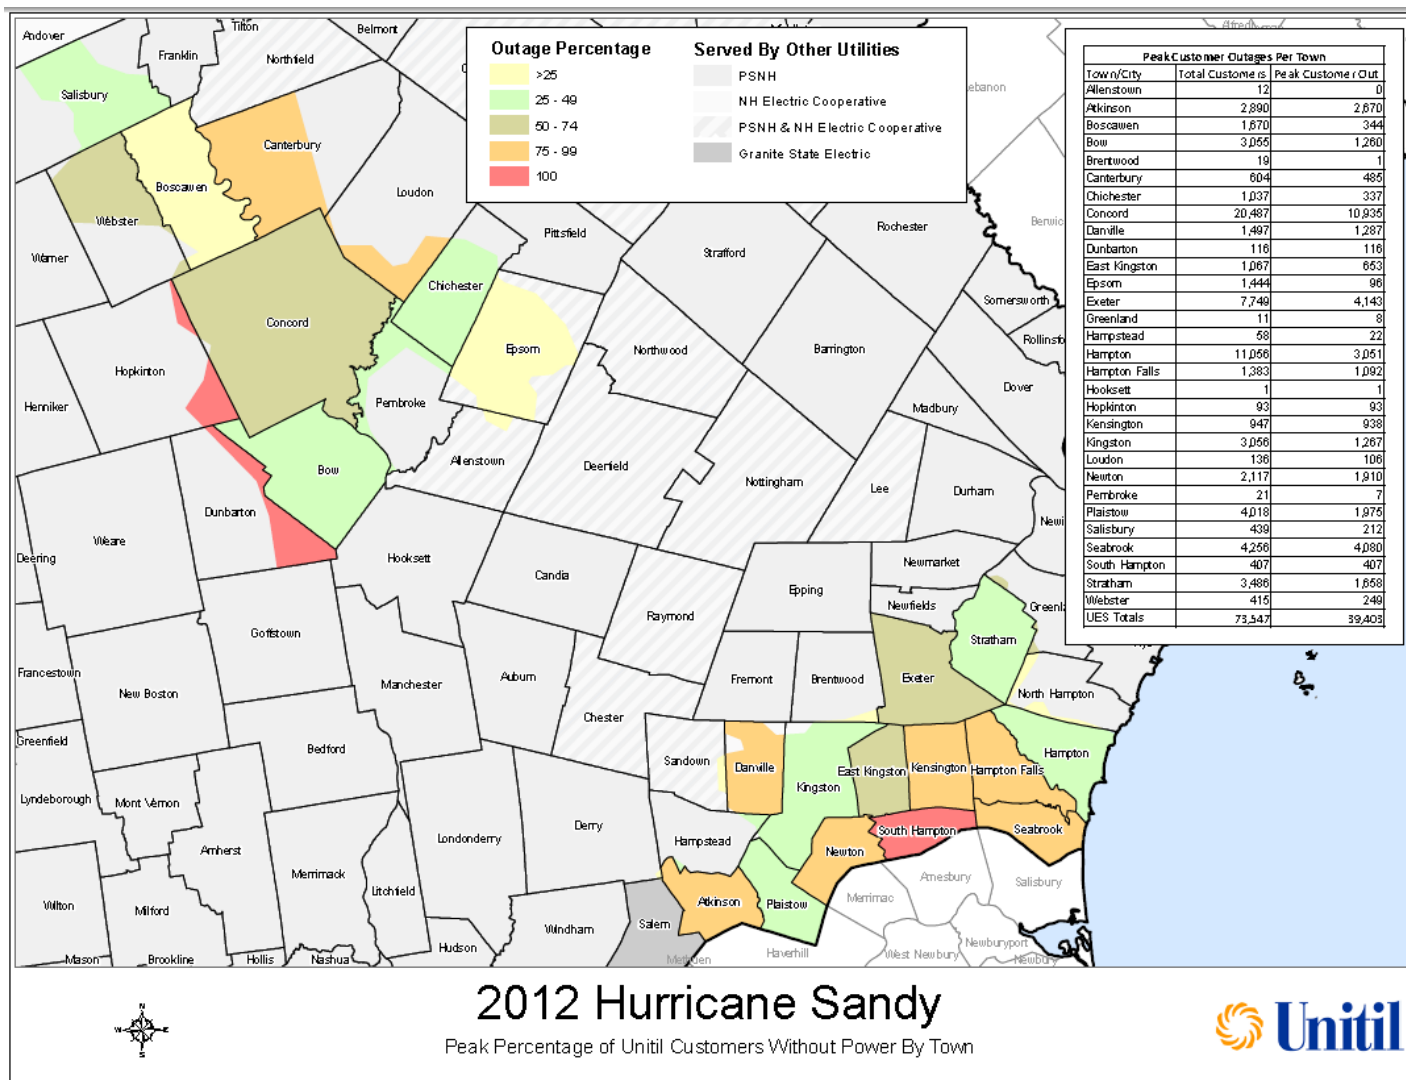 Andover
Tilton
Belmont
Franklin
Northfield
Salisbury
Canterbury
Loudon
Boscawen
Webster
Warner
Pittsfield
Strafford
Rochester
Lebanon
Berwic
Chichester
Somersworth
Concord
Rollinsfo
Epsom
Northwood
Barrington
Hopkinton
Dover
Henniker
Pembroke
Madbury
Allenstown
Deerfield
Bow
Nottingham
Lee
Durham
Dunbarton
Weare
Newi
Deering
Hooksett
Candia
Newmarket
Epping
Newfields
Greenla
Raymond
Goffstown
Stratham
Francestown
New Boston
Manchester
Auburn
Fremont
Brentwood
Exeter
North Hampton
Chester
Greenfield
Bedford
Sandown
Danville
Hampton
East Kingston
Kensington
Hampton Falls
Kingston
Lyndeborough
Mont Vernon
Londonderry
Derry
Hampstead
South Hampton
Seabrook
Amherst
Newton
Merrimack
Litchfield
Amesbury
Salisbury
Merrimac
Wilton
Milford
Atkinson
Plaistow
Windham
Salem
Hudson
Haverhill
West Newbury
Newburyport
Newbury
Mason
Brookline
Hollis
Nashua
Methuen
Outage Percentage
>25
25 - 49
50 - 74
75 - 99
100
Served By Other Utilities
PSNH
NH Electric Cooperative
PSNH & NH Electric Cooperative
Granite State Electric
Peak Customer Outages Per Town
Town/City Total Customers Peak Customer Out
Allenstown 12 0
Atkinson 2,890 2,670
Boscawen 1,670 344
Bow 3,055 1,260
Brentwood 19 1
Canterbury 604 485
Chichester 1,037 337
Concord 20,487 10,935
Danville 1,497 1,287
Dunbarton 116 116
East Kingston 1,067 653
Epsom 1,444 96
Exeter 7,749 4,143
Greenland 11 8
Hampstead 58 22
Hampton 11,056 3,051
Hampton Falls 1,383 1,092
Hooksett 1 1
Hopkinton 93 93
Kensington 947 938
Kingston 3,056 1,267
Loudon 136 106
Newton 2,117 1,910
Pembroke 21 7
Plaistow 4,018 1,975
Salisbury 439 212
Seabrook 4,256 4,080
South Hampton 407 407
Stratham 3,486 1,658
Webster 415 249
UES Totals 73,547 39,403
N
W E
S
2012 Hurricane Sandy
Peak Percentage of Unitil Customers Without Power By Town
Unitil